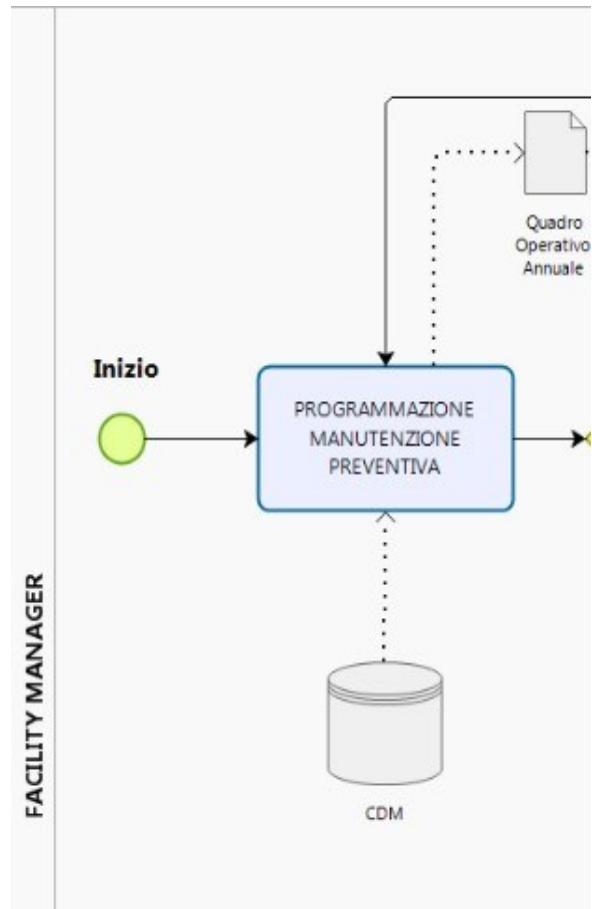 Quadro
Operativo
Annuale
Inizio
PROGRAMMAZIONE
MANUTENZIONE
PREVENTIVA
FACILITY MANAGER
CDM